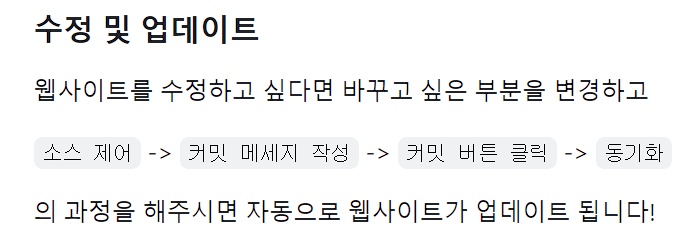 수정 및 업데이트
웹사이트를 수정하고 싶다면 바꾸고 싶은 부분을 변경하고
소스 제어 -> 커밋 메세지 작성 -> 커밋 버튼 클릭 -> 동기화
의 과정을 해주시면 자동으로 웹사이트가 업데이트 됩니다!